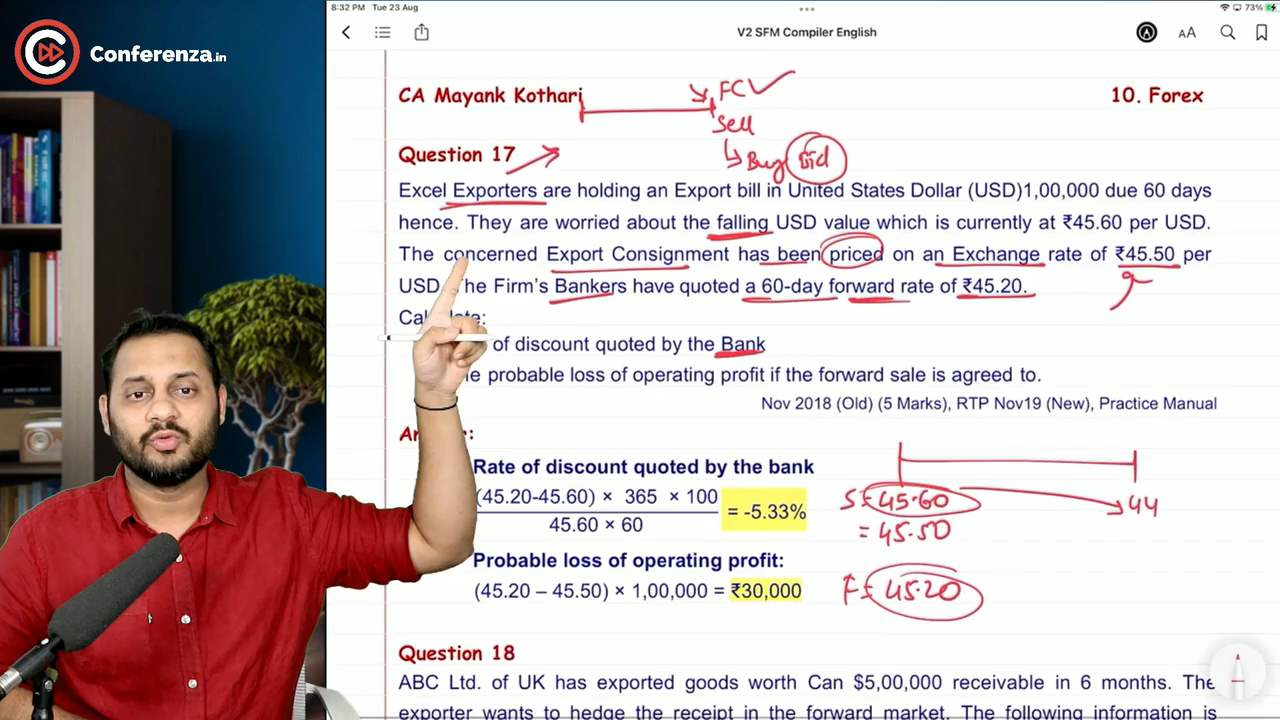 8:32 PM Tue 23 Aug
73%
V2 SFM Compiler English
AA
Conferenza.in
CA Mayank Kothari
FC
10. Forex
Sell
Question 17
Buy Bid
Excel Exporters are holding an Export bill in United States Dollar (USD)1,00,000 due 60 days
hence. They are worried about the falling USD value which is currently at ₹45.60 per USD.
The concerned Export Consignment has been priced on an Exchange rate of ₹45.50 per
USD. The Firm's Bankers have quoted a 60-day forward rate of ₹45.20.
of discount quoted by the Bank
probable loss of operating profit if the forward sale is agreed to.
Nov 2018 (Old) (5 Marks), RTP Nov19 (New), Practice Manual
Rate of discount quoted by the bank
(45.20-45.60) × 365 × 100
45.60 × 60
= -5.33%
S = 45.60
44
= 45.50
Probable loss of operating profit:
(45.20 – 45.50) × 1,00,000 = ₹30,000
F = 45.20
Question 18
ABC Ltd. of UK has exported goods worth Can $5,00,000 receivable in 6 months. The
exporter wants to hedge the receipt in the forward market. The following information is